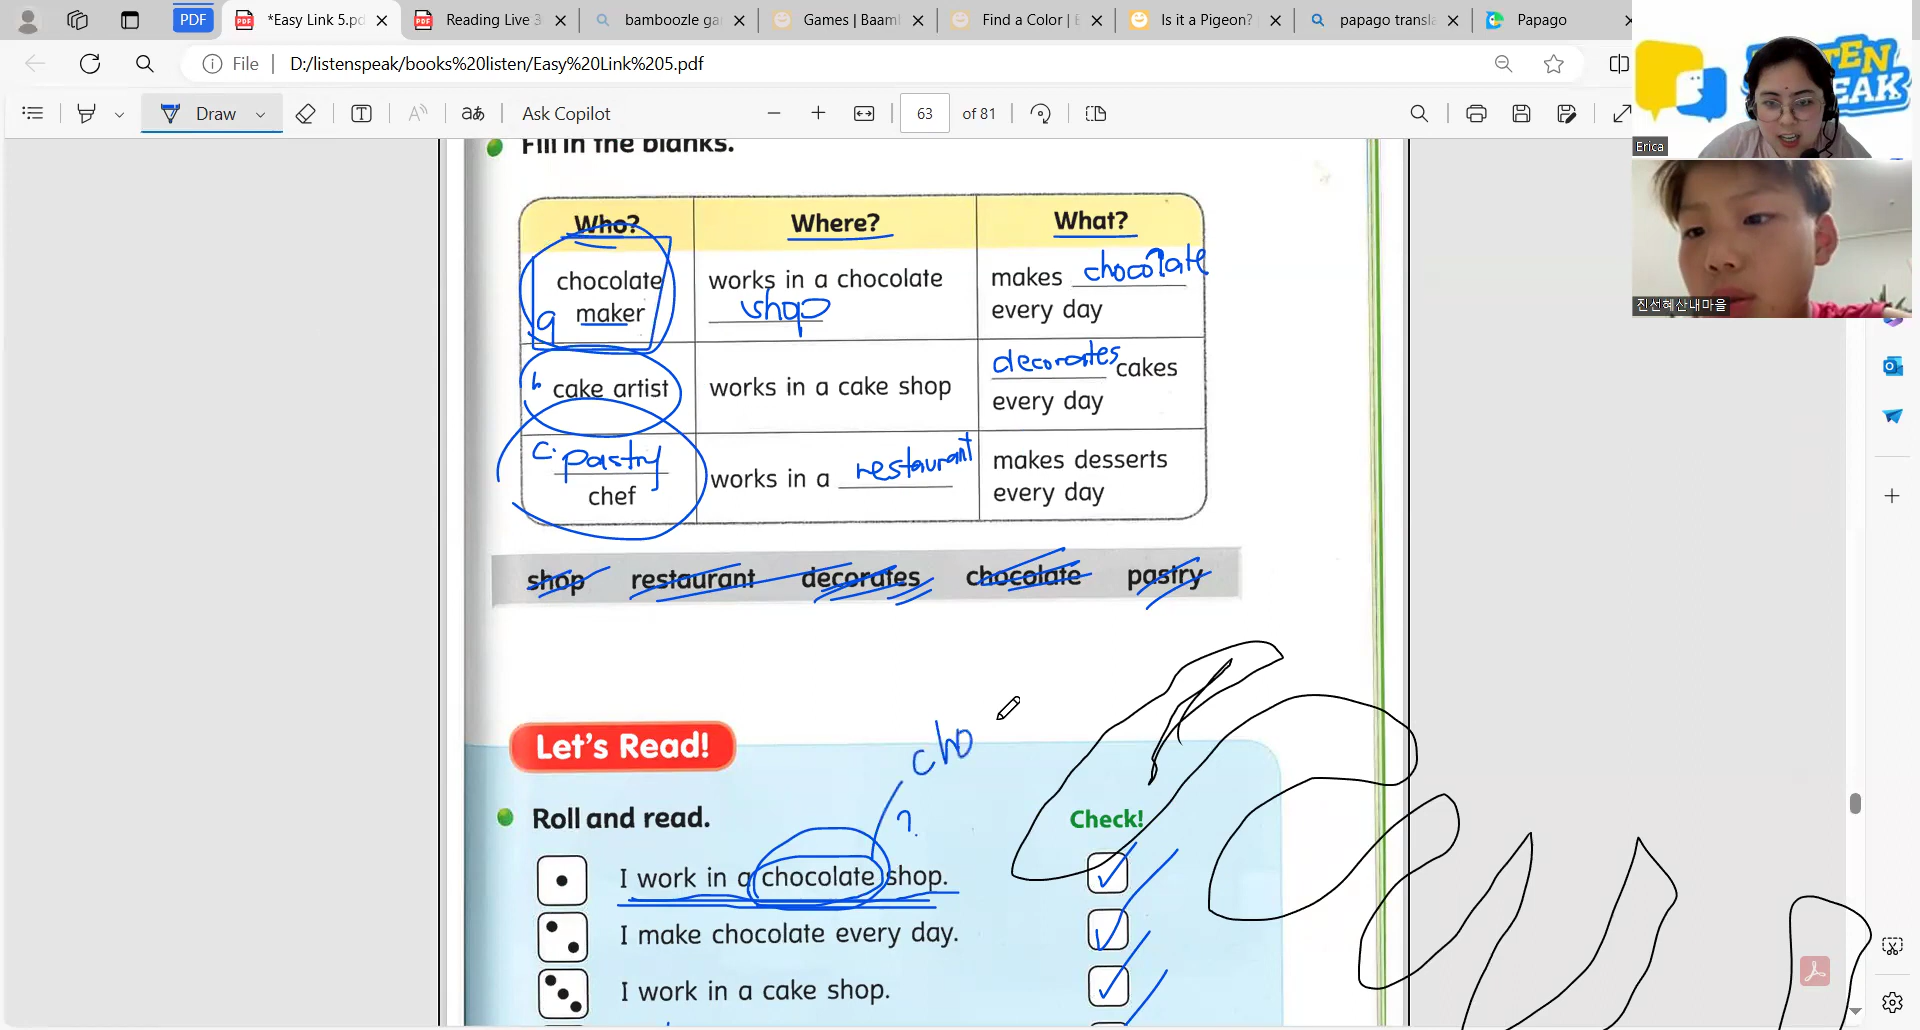 PDF *Easy Link 5.pd Reading Live 3 bamboozle ga Games | Baam Find a Color | Is it a Pigeon? papago transl Papago
File D:/listenspeak/books%20listen/Easy%20Link%205.pdf
Draw aあ Ask Copilot 63 of 81
Erica
진선혜산내마을
Fill in the blanks.
Who? Where? What?
chocolate works in a chocolate makes chocolate
a maker shop every day
b cake artist works in a cake shop decorates cakes
every day
c. pastry works in a restaurant makes desserts
chef every day
shop restaurant decorates chocolate pastry
cho
Let's Read!
Roll and read. ? Check!
I work in a chocolate shop.
I make chocolate every day.
I work in a cake shop.